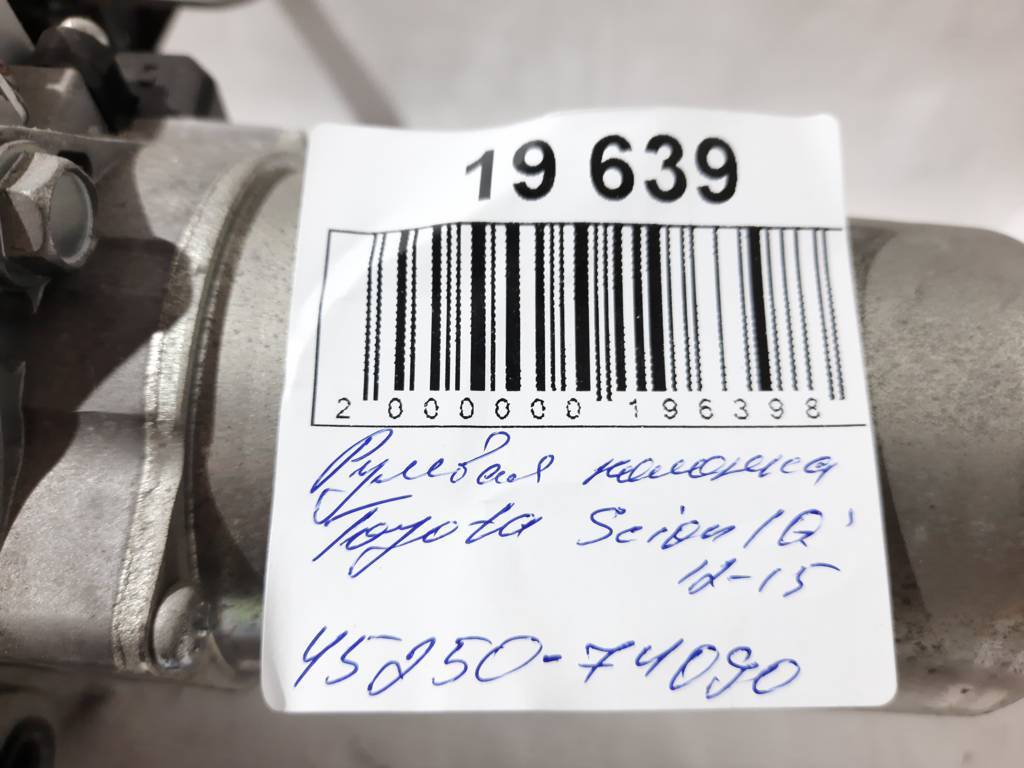 19 639
2 000000 196398
Рулевая колонка
Toyota Scion IQ'
12-15
45250-74090